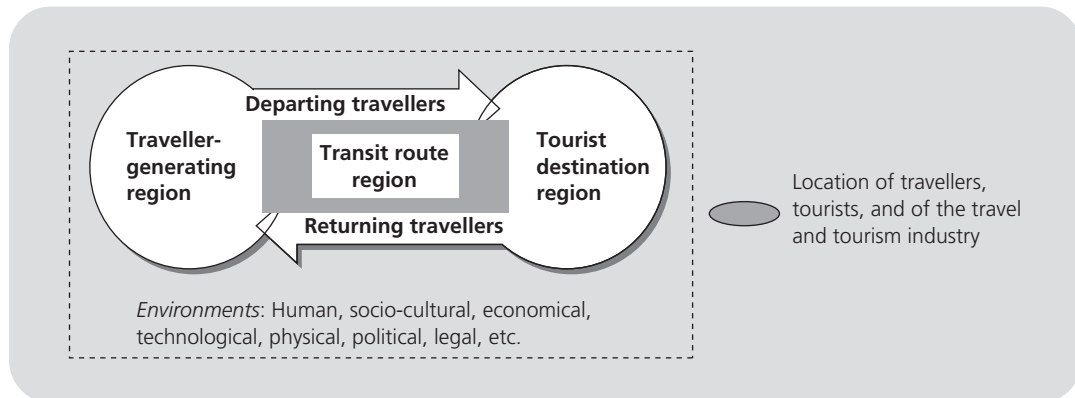 Departing travellers
Traveller-
generating
region
Transit route
region
Tourist
destination
region
Returning travellers
Environments: Human, socio-cultural, economical,
technological, physical, political, legal, etc.
Location of travellers,
tourists, and of the travel
and tourism industry